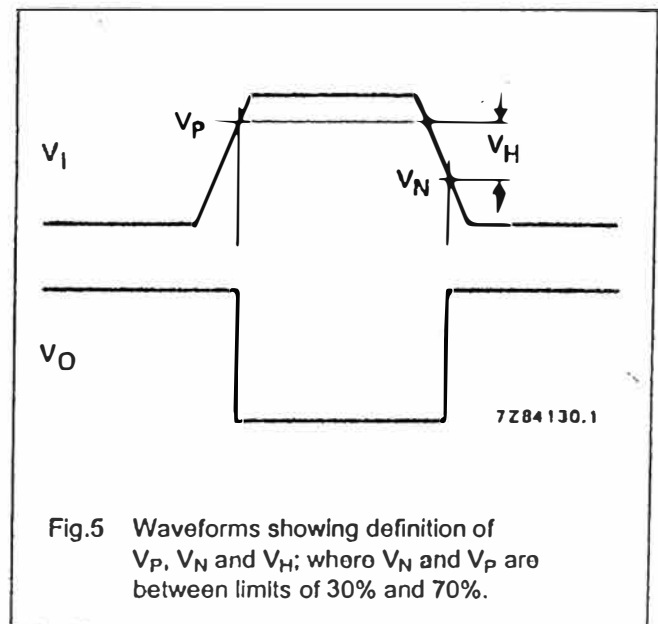 V_P
V_I
V_H
V_N
V_O
7Z84130.1
Fig.5 Waveforms showing definition of
V_P, V_N and V_H; where V_N and V_P are
between limits of 30% and 70%.